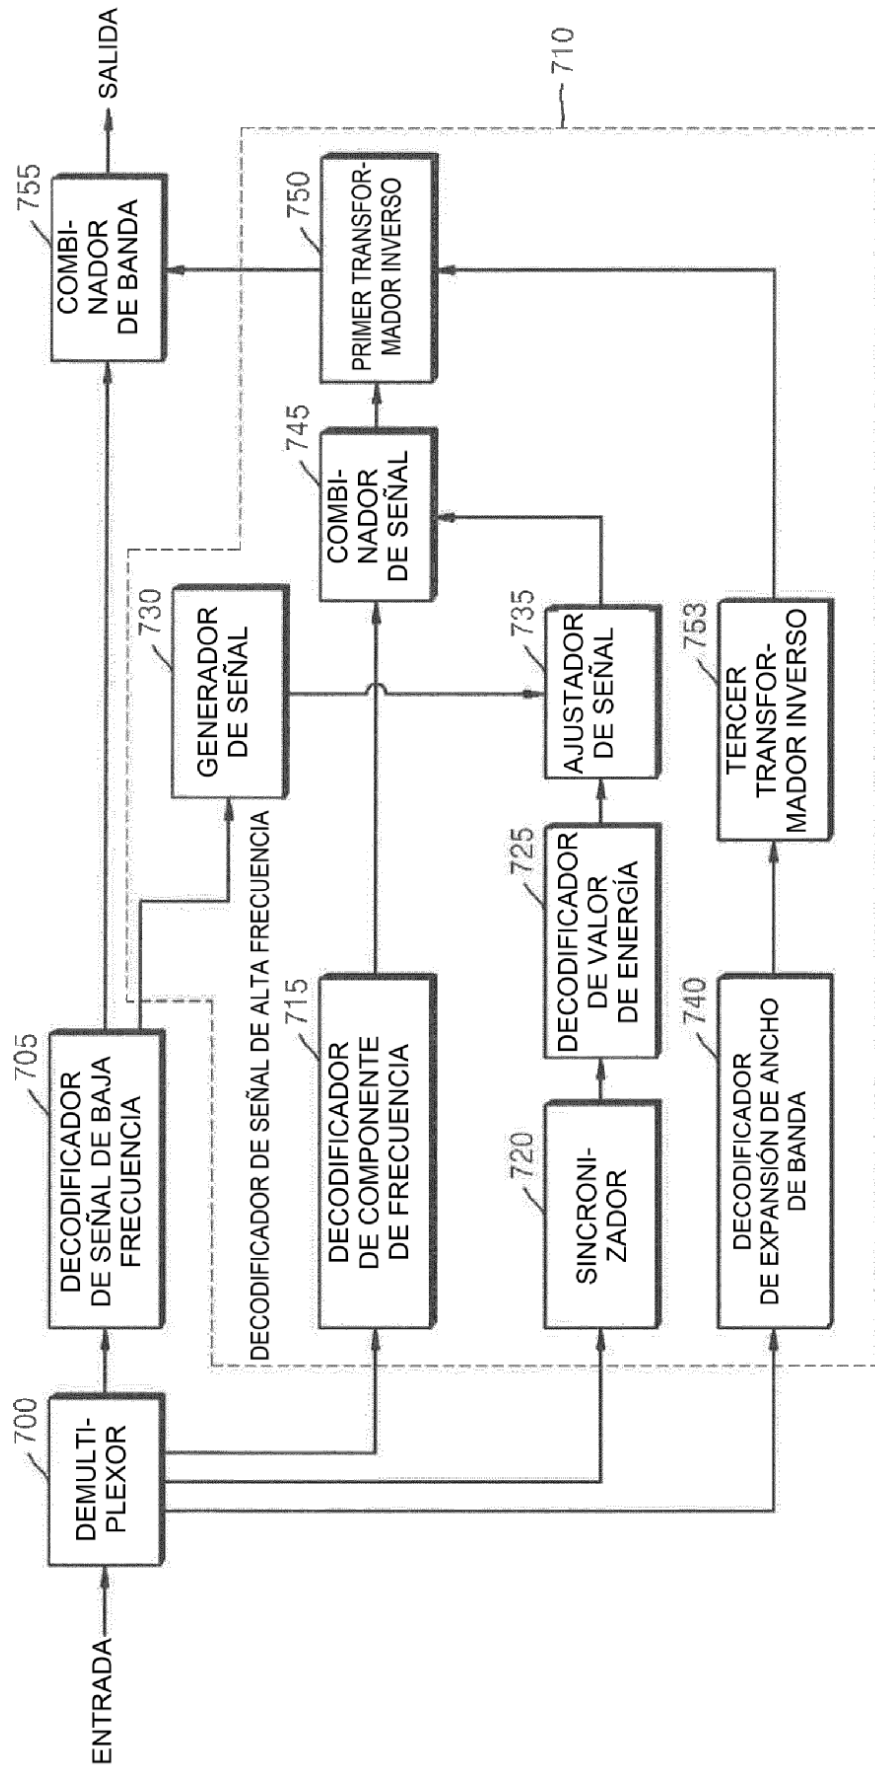 ENTRADA
700
DEMULTI-
PLEXOR
705
DECODIFICADOR
DE SEÑAL DE BAJA
FRECUENCIA
755
COMBI-
NADOR
DE BANDA
SALIDA
710
730
GENERADOR
DE SEÑAL
DECODIFICADOR DE SEÑAL DE ALTA FRECUENCIA
715
DECODIFICADOR
DE COMPONENTE
DE FRECUENCIA
745
COMBI-
NADOR
DE SEÑAL
750
PRIMER TRANSFOR-
MADOR INVERSO
720
SINCRONI-
ZADOR
725
DECODIFICADOR
DE VALOR
DE ENERGÍA
735
AJUSTADOR
DE SEÑAL
740
DECODIFICADOR
DE EXPANSIÓN DE ANCHO
DE BANDA
753
TERCER
TRANSFOR-
MADOR INVERSO